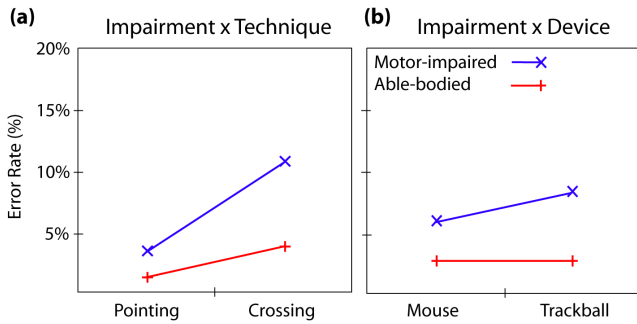 (a) Impairment x Technique
20%
15%
10%
5%
Error Rate (%)
Pointing Crossing
(b) Impairment x Device
Motor-impaired
Able-bodied
Mouse Trackball